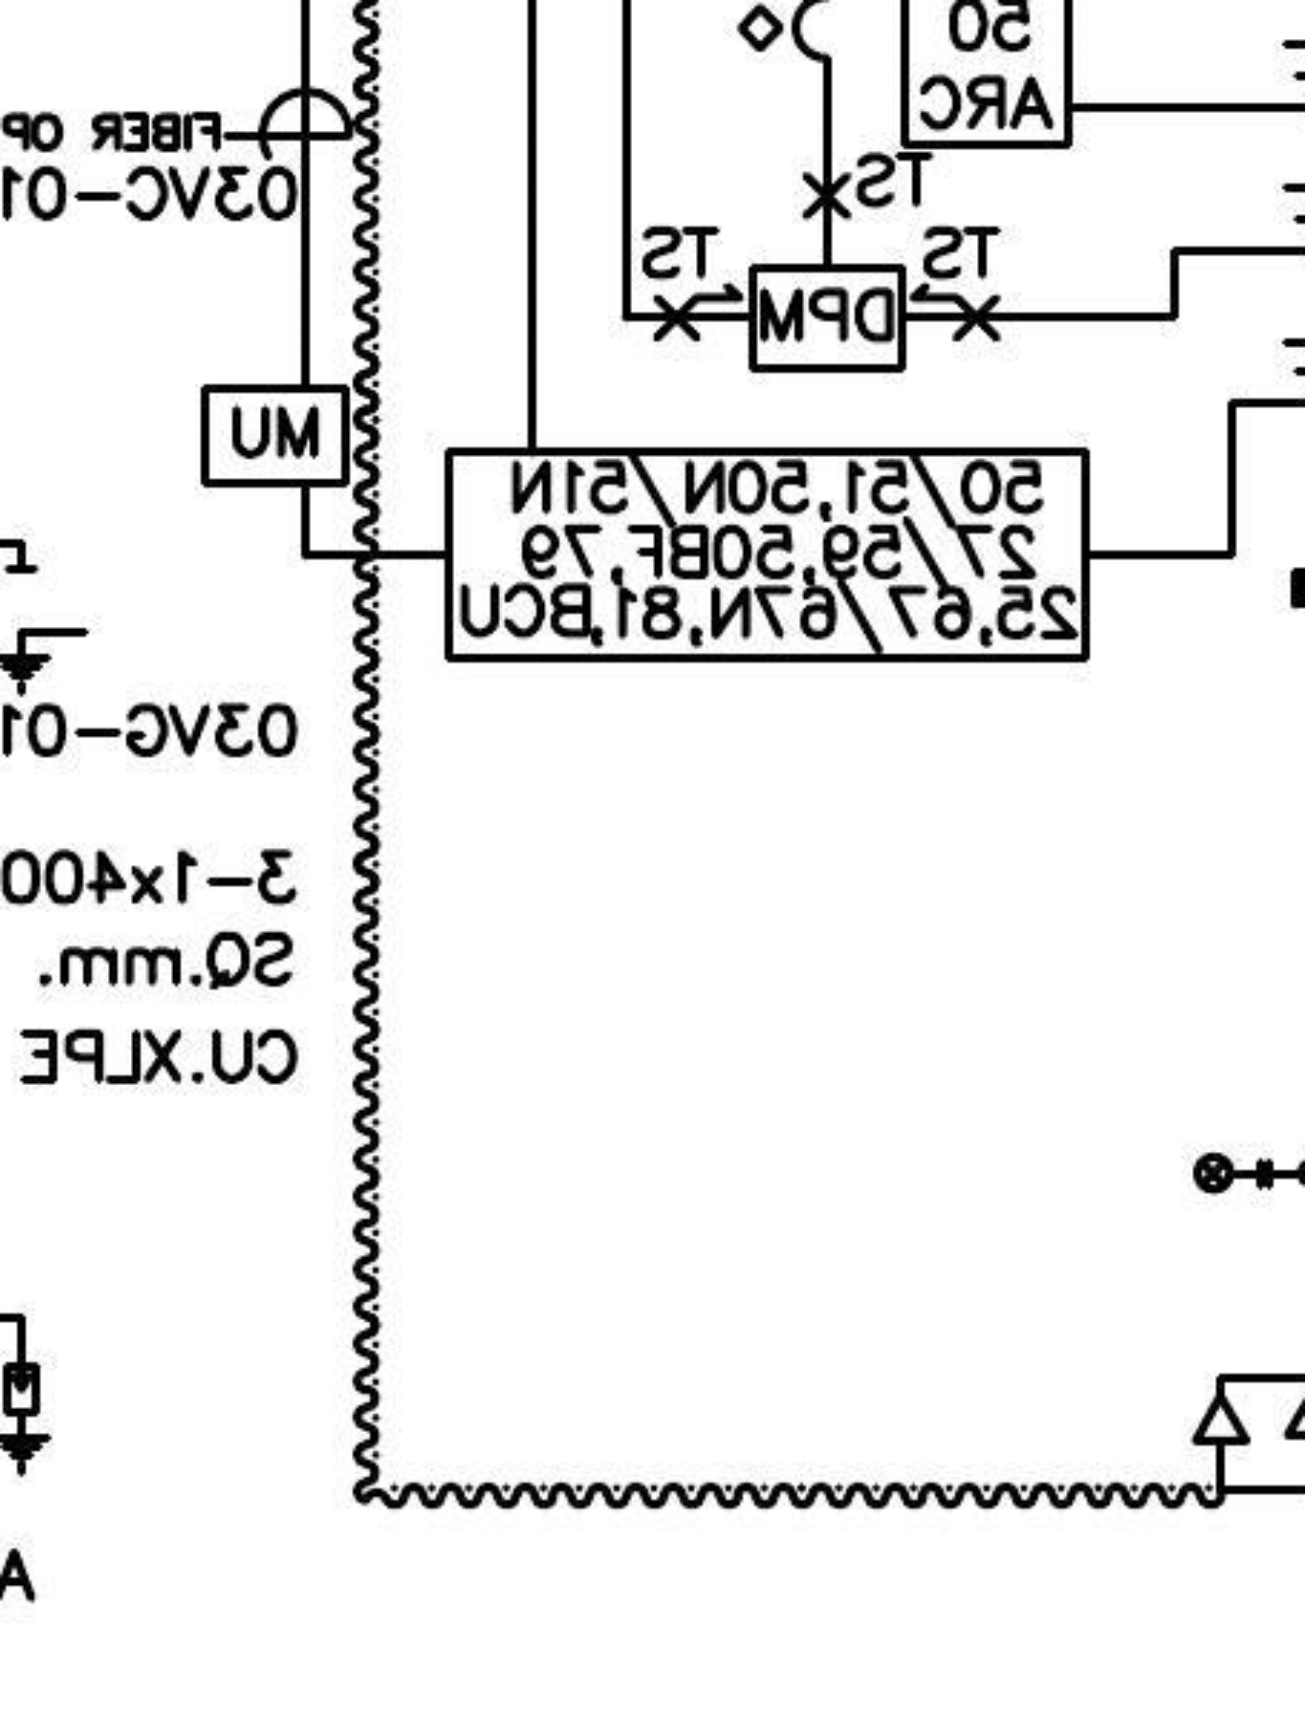 50
ARC
FIBER OP
03VC-01
TS
TS
TS
DPM
MU
50/51,50N/51N
27/59,50BF,79
25,67/67N,81,BCU
03VG-01
3-1x400
SQ.mm.
CU.XLPE
A